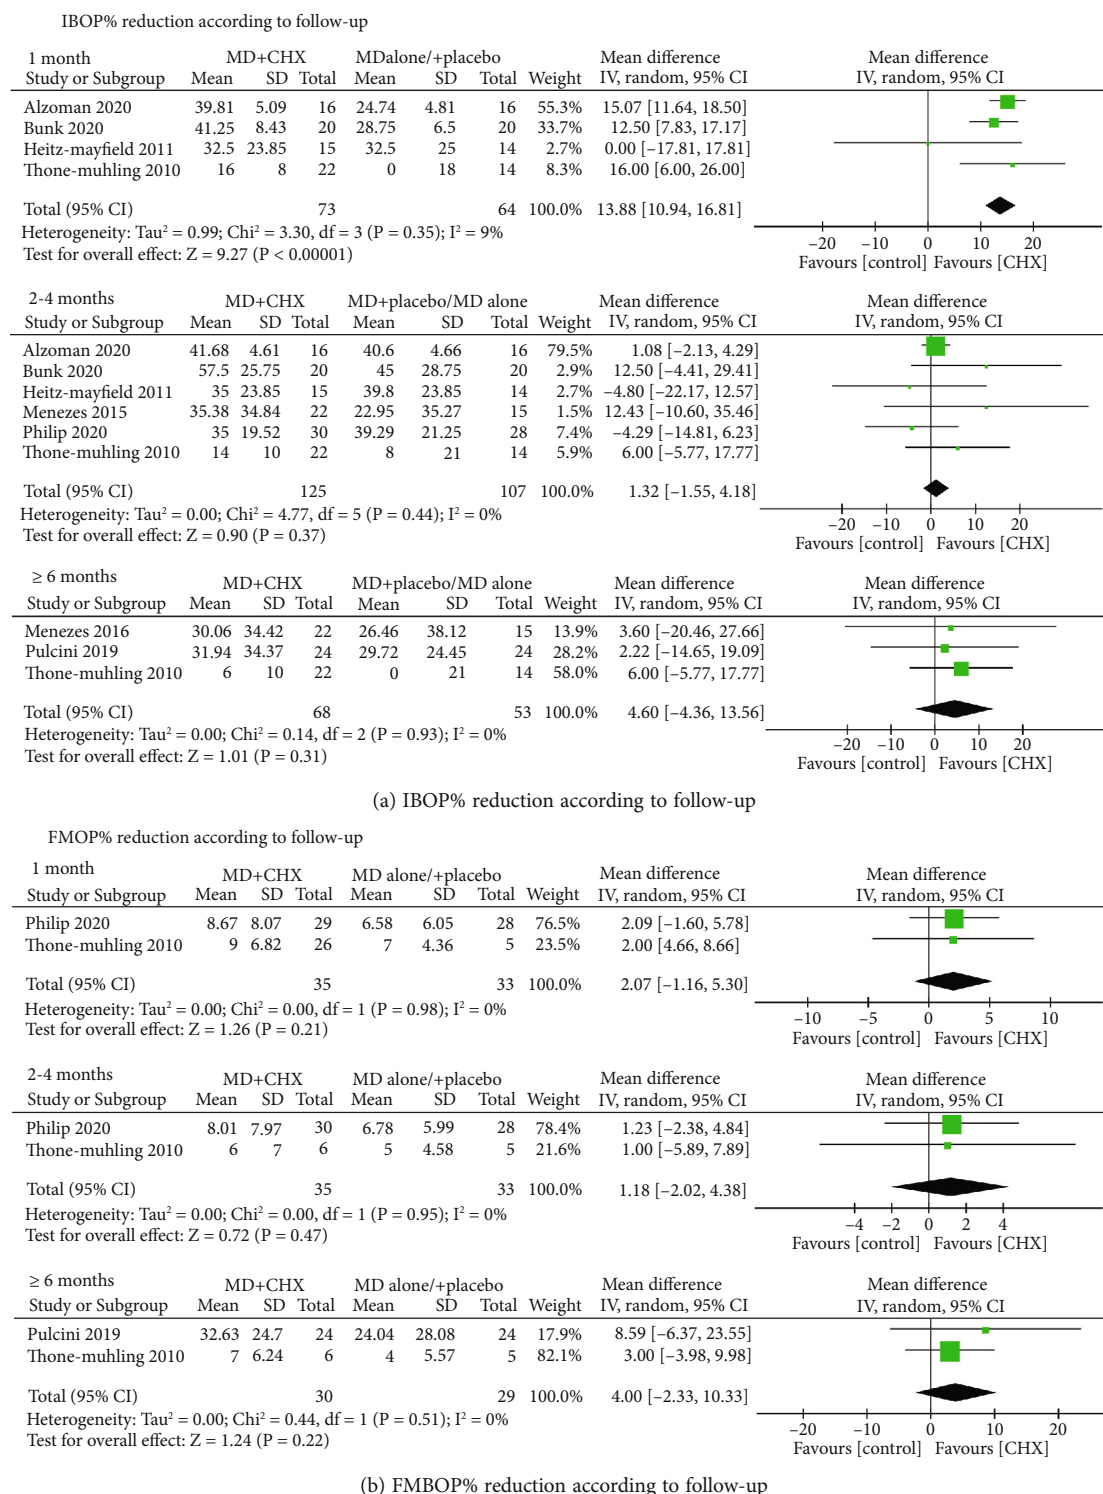 IBOP% reduction according to follow-up
1 month MD+CHX MDalone/+placebo Mean difference Mean difference
Study or Subgroup Mean SD Total Mean SD Total Weight IV, random, 95% CI IV, random, 95% CI
Alzoman 2020 39.81 5.09 16 24.74 4.81 16 55.3% 15.07 [11.64, 18.50]
Bunk 2020 41.25 8.43 20 28.75 6.5 20 33.7% 12.50 [7.83, 17.17]
Heitz-mayfield 2011 32.5 23.85 15 32.5 25 14 2.7% 0.00 [−17.81, 17.81]
Thone-muhling 2010 16 8 22 0 18 14 8.3% 16.00 [6.00, 26.00]
Total (95% CI) 73 64 100.0% 13.88 [10.94, 16.81]
Heterogeneity: Tau² = 0.99; Chi² = 3.30, df = 3 (P = 0.35); I² = 9%
Test for overall effect: Z = 9.27 (P < 0.00001)
−20 −10 0 10 20
Favours [control] Favours [CHX]
2-4 months MD+CHX MD+placebo/MD alone Mean difference Mean difference
Study or Subgroup Mean SD Total Mean SD Total Weight IV, random, 95% CI IV, random, 95% CI
Alzoman 2020 41.68 4.61 16 40.6 4.66 16 79.5% 1.08 [−2.13, 4.29]
Bunk 2020 57.5 25.75 20 45 28.75 20 2.9% 12.50 [−4.41, 29.41]
Heitz-mayfield 2011 35 23.85 15 39.8 23.85 14 2.7% −4.80 [−22.17, 12.57]
Menezes 2015 35.38 34.84 22 22.95 35.27 15 1.5% 12.43 [−10.60, 35.46]
Philip 2020 35 19.52 30 39.29 21.25 28 7.4% −4.29 [−14.81, 6.23]
Thone-muhling 2010 14 10 22 8 21 14 5.9% 6.00 [−5.77, 17.77]
Total (95% CI) 125 107 100.0% 1.32 [−1.55, 4.18]
Heterogeneity: Tau² = 0.00; Chi² = 4.77, df = 5 (P = 0.44); I² = 0%
Test for overall effect: Z = 0.90 (P = 0.37)
−20 −10 0 10 20
Favours [control] Favours [CHX]
≥ 6 months MD+CHX MD+placebo/MD alone Mean difference Mean difference
Study or Subgroup Mean SD Total Mean SD Total Weight IV, random, 95% CI IV, random, 95% CI
Menezes 2016 30.06 34.42 22 26.46 38.12 15 13.9% 3.60 [−20.46, 27.66]
Pulcini 2019 31.94 34.37 24 29.72 24.45 24 28.2% 2.22 [−14.65, 19.09]
Thone-muhling 2010 6 10 22 0 21 14 58.0% 6.00 [−5.77, 17.77]
Total (95% CI) 68 53 100.0% 4.60 [−4.36, 13.56]
Heterogeneity: Tau² = 0.00; Chi² = 0.14, df = 2 (P = 0.93); I² = 0%
Test for overall effect: Z = 1.01 (P = 0.31)
−20 −10 0 10 20
Favours [control] Favours [CHX]
(a) IBOP% reduction according to follow-up
FMOP% reduction according to follow-up
1 month MD+CHX MD alone/+placebo Mean difference Mean difference
Study or Subgroup Mean SD Total Mean SD Total Weight IV, random, 95% CI IV, random, 95% CI
Philip 2020 8.67 8.07 29 6.58 6.05 28 76.5% 2.09 [−1.60, 5.78]
Thone-muhling 2010 9 6.82 26 7 4.36 5 23.5% 2.00 [4.66, 8.66]
Total (95% CI) 35 33 100.0% 2.07 [−1.16, 5.30]
Heterogeneity: Tau² = 0.00; Chi² = 0.00, df = 1 (P = 0.98); I² = 0%
Test for overall effect: Z = 1.26 (P = 0.21)
−10 −5 0 5 10
Favours [control] Favours [CHX]
2-4 months MD+CHX MD alone/+placebo Mean difference Mean difference
Study or Subgroup Mean SD Total Mean SD Total Weight IV, random, 95% CI IV, random, 95% CI
Philip 2020 8.01 7.97 30 6.78 5.99 28 78.4% 1.23 [−2.38, 4.84]
Thone-muhling 2010 6 7 6 5 4.58 5 21.6% 1.00 [−5.89, 7.89]
Total (95% CI) 35 33 100.0% 1.18 [−2.02, 4.38]
Heterogeneity: Tau² = 0.00; Chi² = 0.00, df = 1 (P = 0.95); I² = 0%
Test for overall effect: Z = 0.72 (P = 0.47)
−4 −2 0 2 4
Favours [control] Favours [CHX]
≥ 6 months MD+CHX MD alone/+placebo Mean difference Mean difference
Study or Subgroup Mean SD Total Mean SD Total Weight IV, random, 95% CI IV, random, 95% CI
Pulcini 2019 32.63 24.7 24 24.04 28.08 24 17.9% 8.59 [−6.37, 23.55]
Thone-muhling 2010 7 6.24 6 4 5.57 5 82.1% 3.00 [−3.98, 9.98]
Total (95% CI) 30 29 100.0% 4.00 [−2.33, 10.33]
Heterogeneity: Tau² = 0.00; Chi² = 0.44, df = 1 (P = 0.51); I² = 0%
Test for overall effect: Z = 1.24 (P = 0.22)
−20 −10 0 10 20
Favours [control] Favours [CHX]
(b) FMBOP% reduction according to follow-up